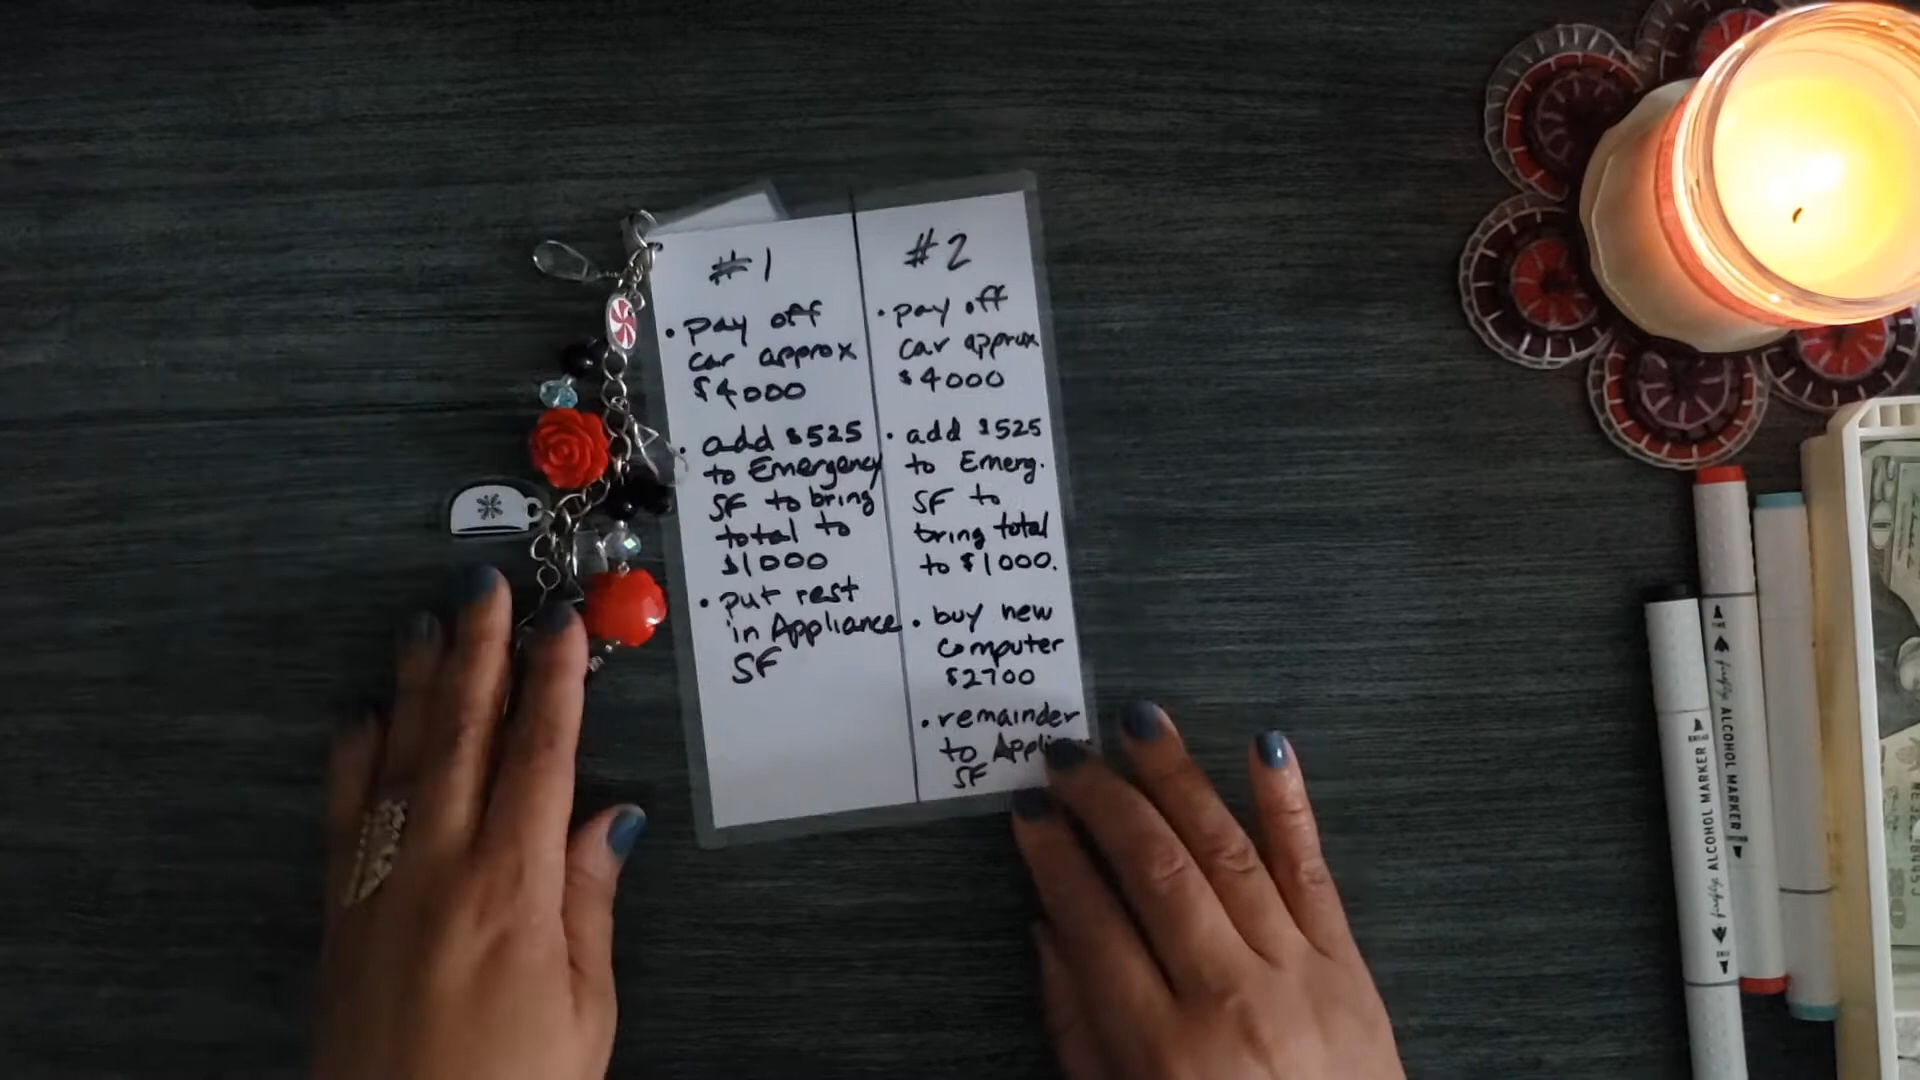 #1
• pay off
car approx
$4000
• add $525
to Emergency
SF to bring
total to
$1000
• put rest
in Appliance
SF
#2
• pay off
car approx
$4000
• add $525
to Emerg.
SF to
bring total
to $1000.
• buy new
computer
$2700
• remainder
to
SF
firefly ALCOHOL MARKER
firefly ALCOHOL MARKER